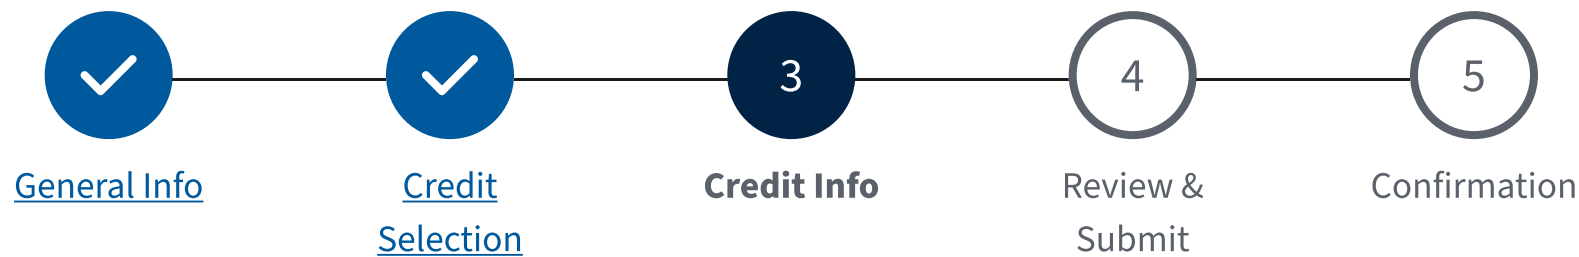 3
4
5
General Info
Credit
Selection
Credit Info
Review &
Submit
Confirmation